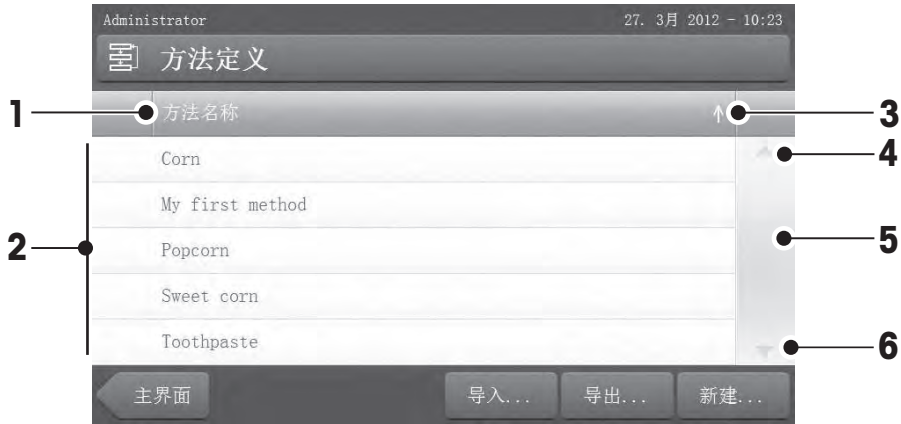 Administrator 27. 3月 2012 - 10:23
方法定义
1 方法名称 3
4
Corn
My first method
2 Popcorn 5
Sweet corn
Toothpaste 6
主界面 导入... 导出... 新建...